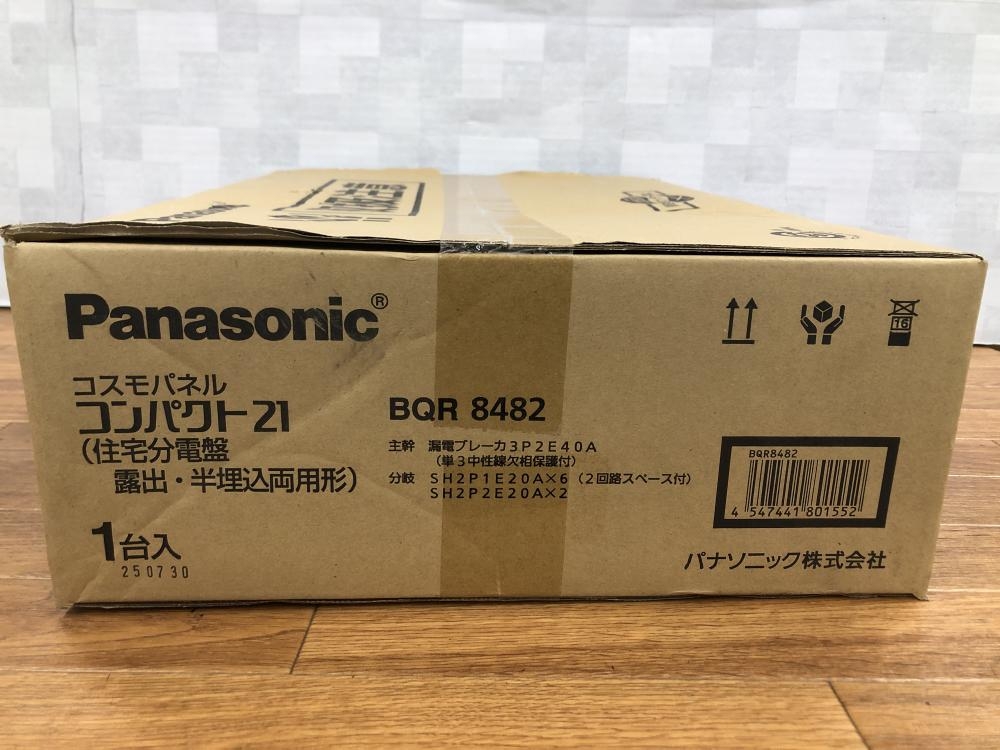 Panasonic
Panasonic®
コスモパネル
コンパクト21
(住宅分電盤
露出・半埋込両用形)
1台入
250730
BQR 8482
主幹 漏電ブレーカ3P2E40A
(単3中性線欠相保護付)
分岐 SH2P1E20A×6(2回路スペース付)
SH2P2E20A×2
16
BQR8482
4 547441 801552
パナソニック株式会社